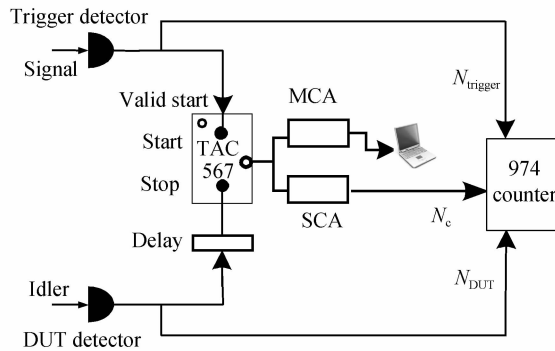 Trigger detector
Signal
Valid start
MCA
N_trigger
Start
TAC
567
Stop
974
counter
SCA
N_c
Delay
Idler
N_DUT
DUT detector